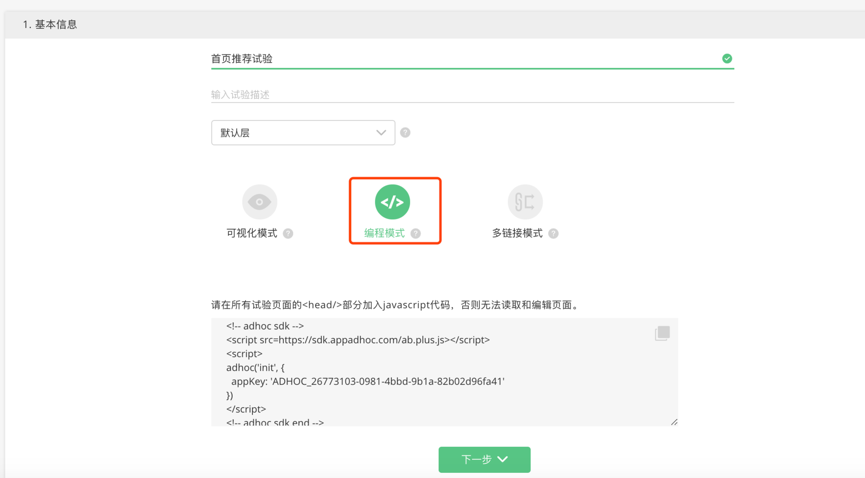 1. 基本信息
首页推荐试验
输入试验描述
默认层
?
</>
可视化模式 ?
编程模式 ?
多链接模式 ?
请在所有试验页面的<head/>部分加入javascript代码，否则无法读取和编辑页面。
<!-- adhoc sdk -->
<script src=https://sdk.appadhoc.com/ab.plus.js></script>
<script>
adhoc('init', {
appKey: 'ADHOC_26773103-0981-4bbd-9b1a-82b02d96fa41'
})
</script>
<!-- adhoc sdk end -->
下一步